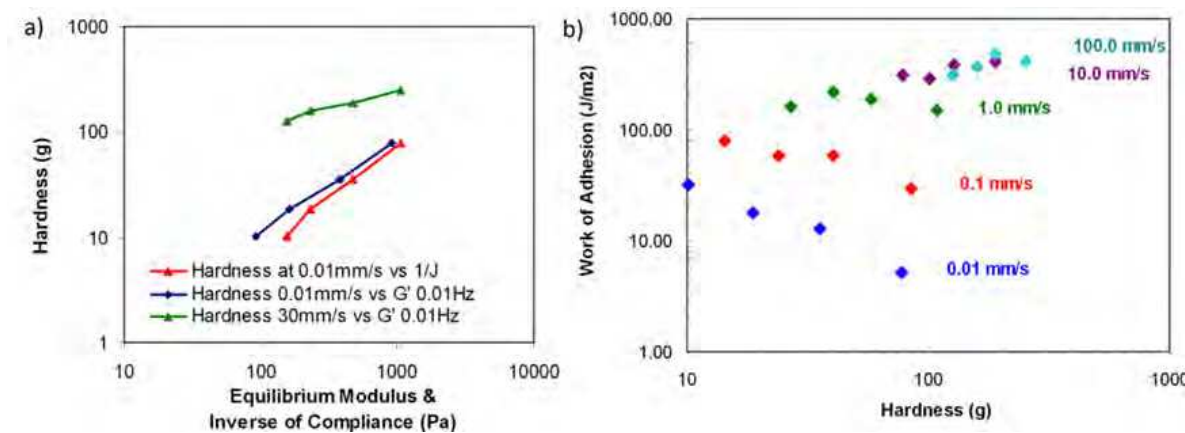 a)
1000
100
10
1
Hardness (g)
Hardness at 0.01mm/s vs 1/J
Hardness 0.01mm/s vs G' 0.01Hz
Hardness 30mm/s vs G' 0.01Hz
10 100 1000 10000
Equilibrium Modulus &
Inverse of Compliance (Pa)
b)
1000.00
100.00
10.00
1.00
Work of Adhesion (J/m2)
100.0 mm/s
10.0 mm/s
1.0 mm/s
0.1 mm/s
0.01 mm/s
10 100 1000
Hardness (g)